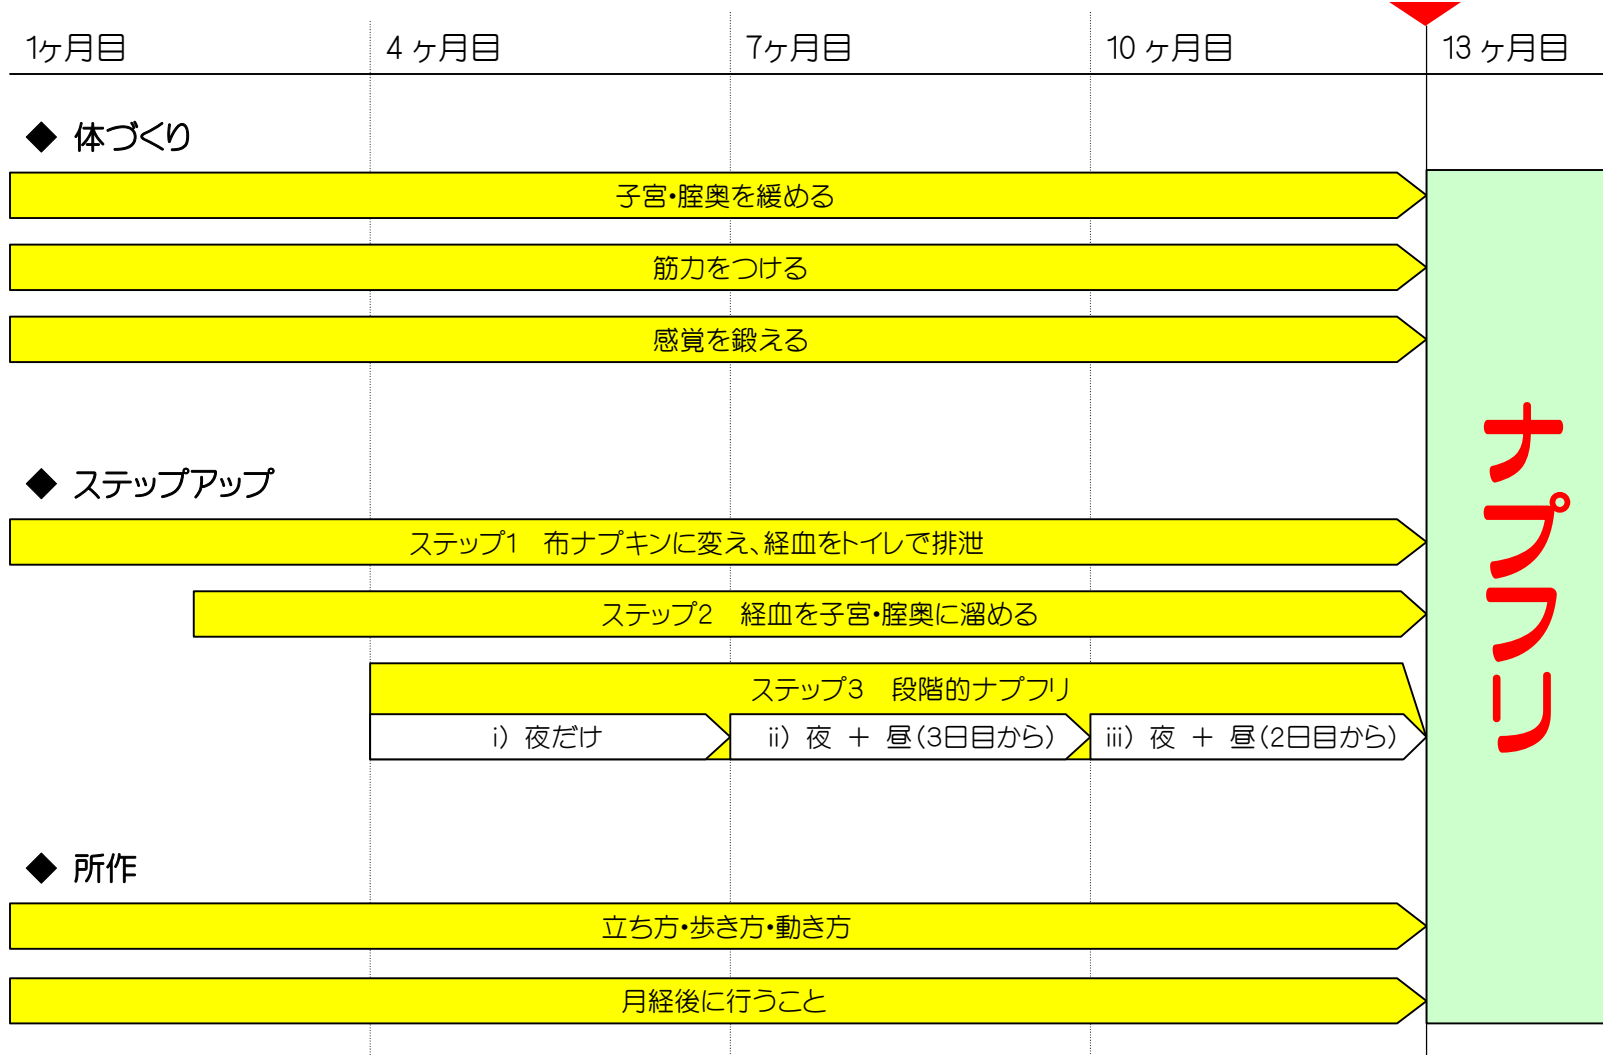 1ヶ月目
4 ヶ月目
7ヶ月目
10 ヶ月目
13 ヶ月目
◆ 体づくり
子宮・腟奥を緩める
筋力をつける
感覚を鍛える
◆ ステップアップ
ステップ1　布ナプキンに変え、経血をトイレで排泄
ステップ2　経血を子宮・腟奥に溜める
ステップ3　段階的ナプフリ
ⅰ) 夜だけ
ⅱ) 夜 ＋ 昼(3日目から)
ⅲ) 夜 ＋ 昼(2日目から)
◆ 所作
立ち方・歩き方・動き方
月経後に行うこと
ナプフリ